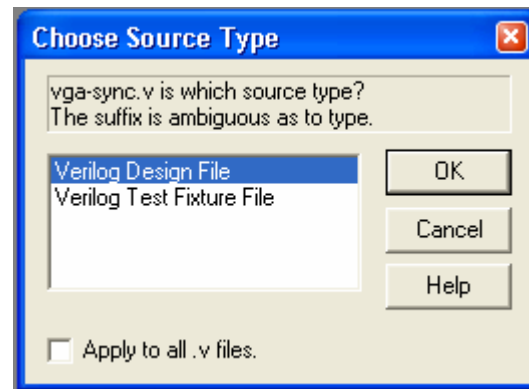 Choose Source Type
vga-sync.v is which source type?
The suffix is ambiguous as to type.
Verilog Design File
Verilog Test Fixture File
OK
Cancel
Help
Apply to all .v files.